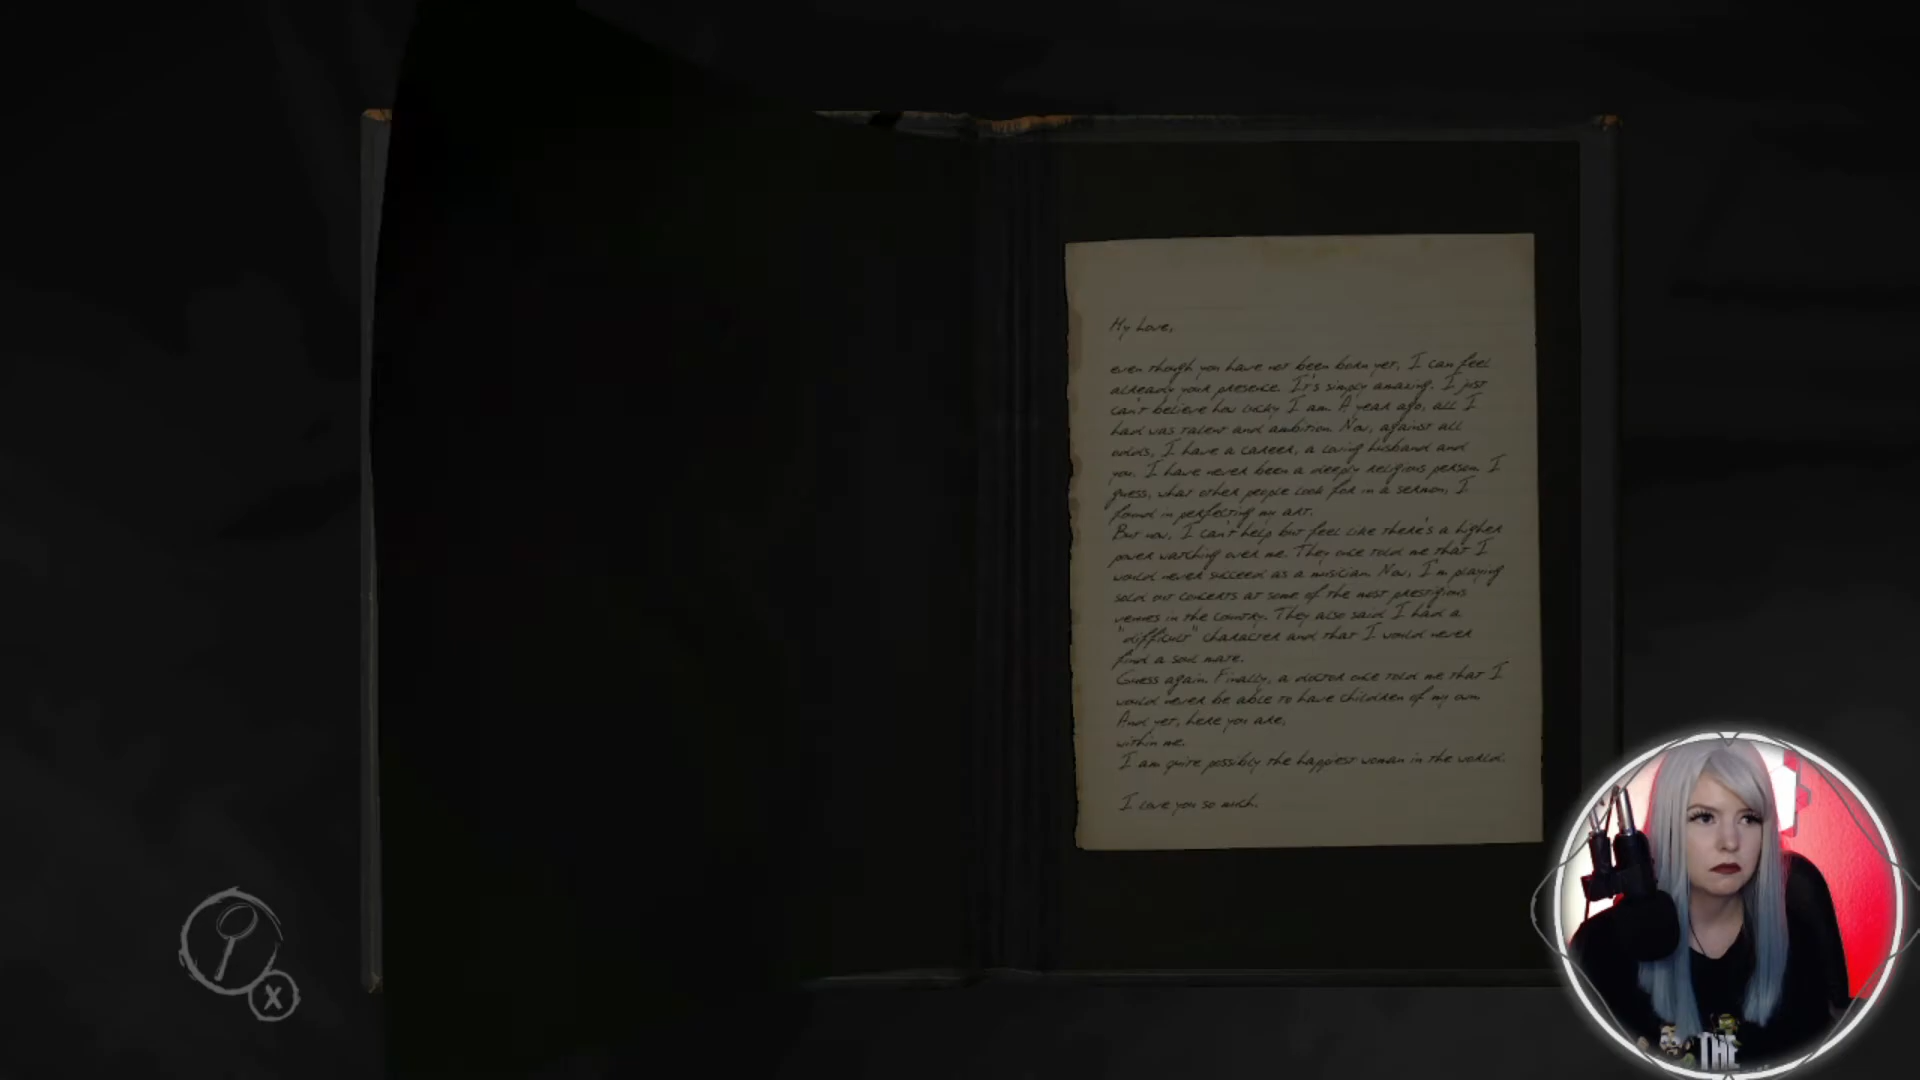 My Love,
even though you have not been born yet, I can feel
already your presence. It's simply amazing. I just
can't believe how lucky I am. A year ago, all I
had was talent and ambition. Now, against all
odds, I have a career, a loving husband and
you. I have never been a deeply religious person. I
guess, what other people look for in a sermon, I
found in perfecting my art.
But now, I can't help but feel like there's a higher
power watching over me. They once told me that I
would never succeed as a musician. Now, I'm playing
sold out concerts at some of the most prestigious
venues in the country. They also said I had a
"difficult" character and that I would never
find a soul mate.
Guess again. Finally, a doctor once told me that I
would never be able to have children of my own
And yet, here you are,
within me.
I am quite possibly the happiest woman in the world.
I love you so much.
X
THE